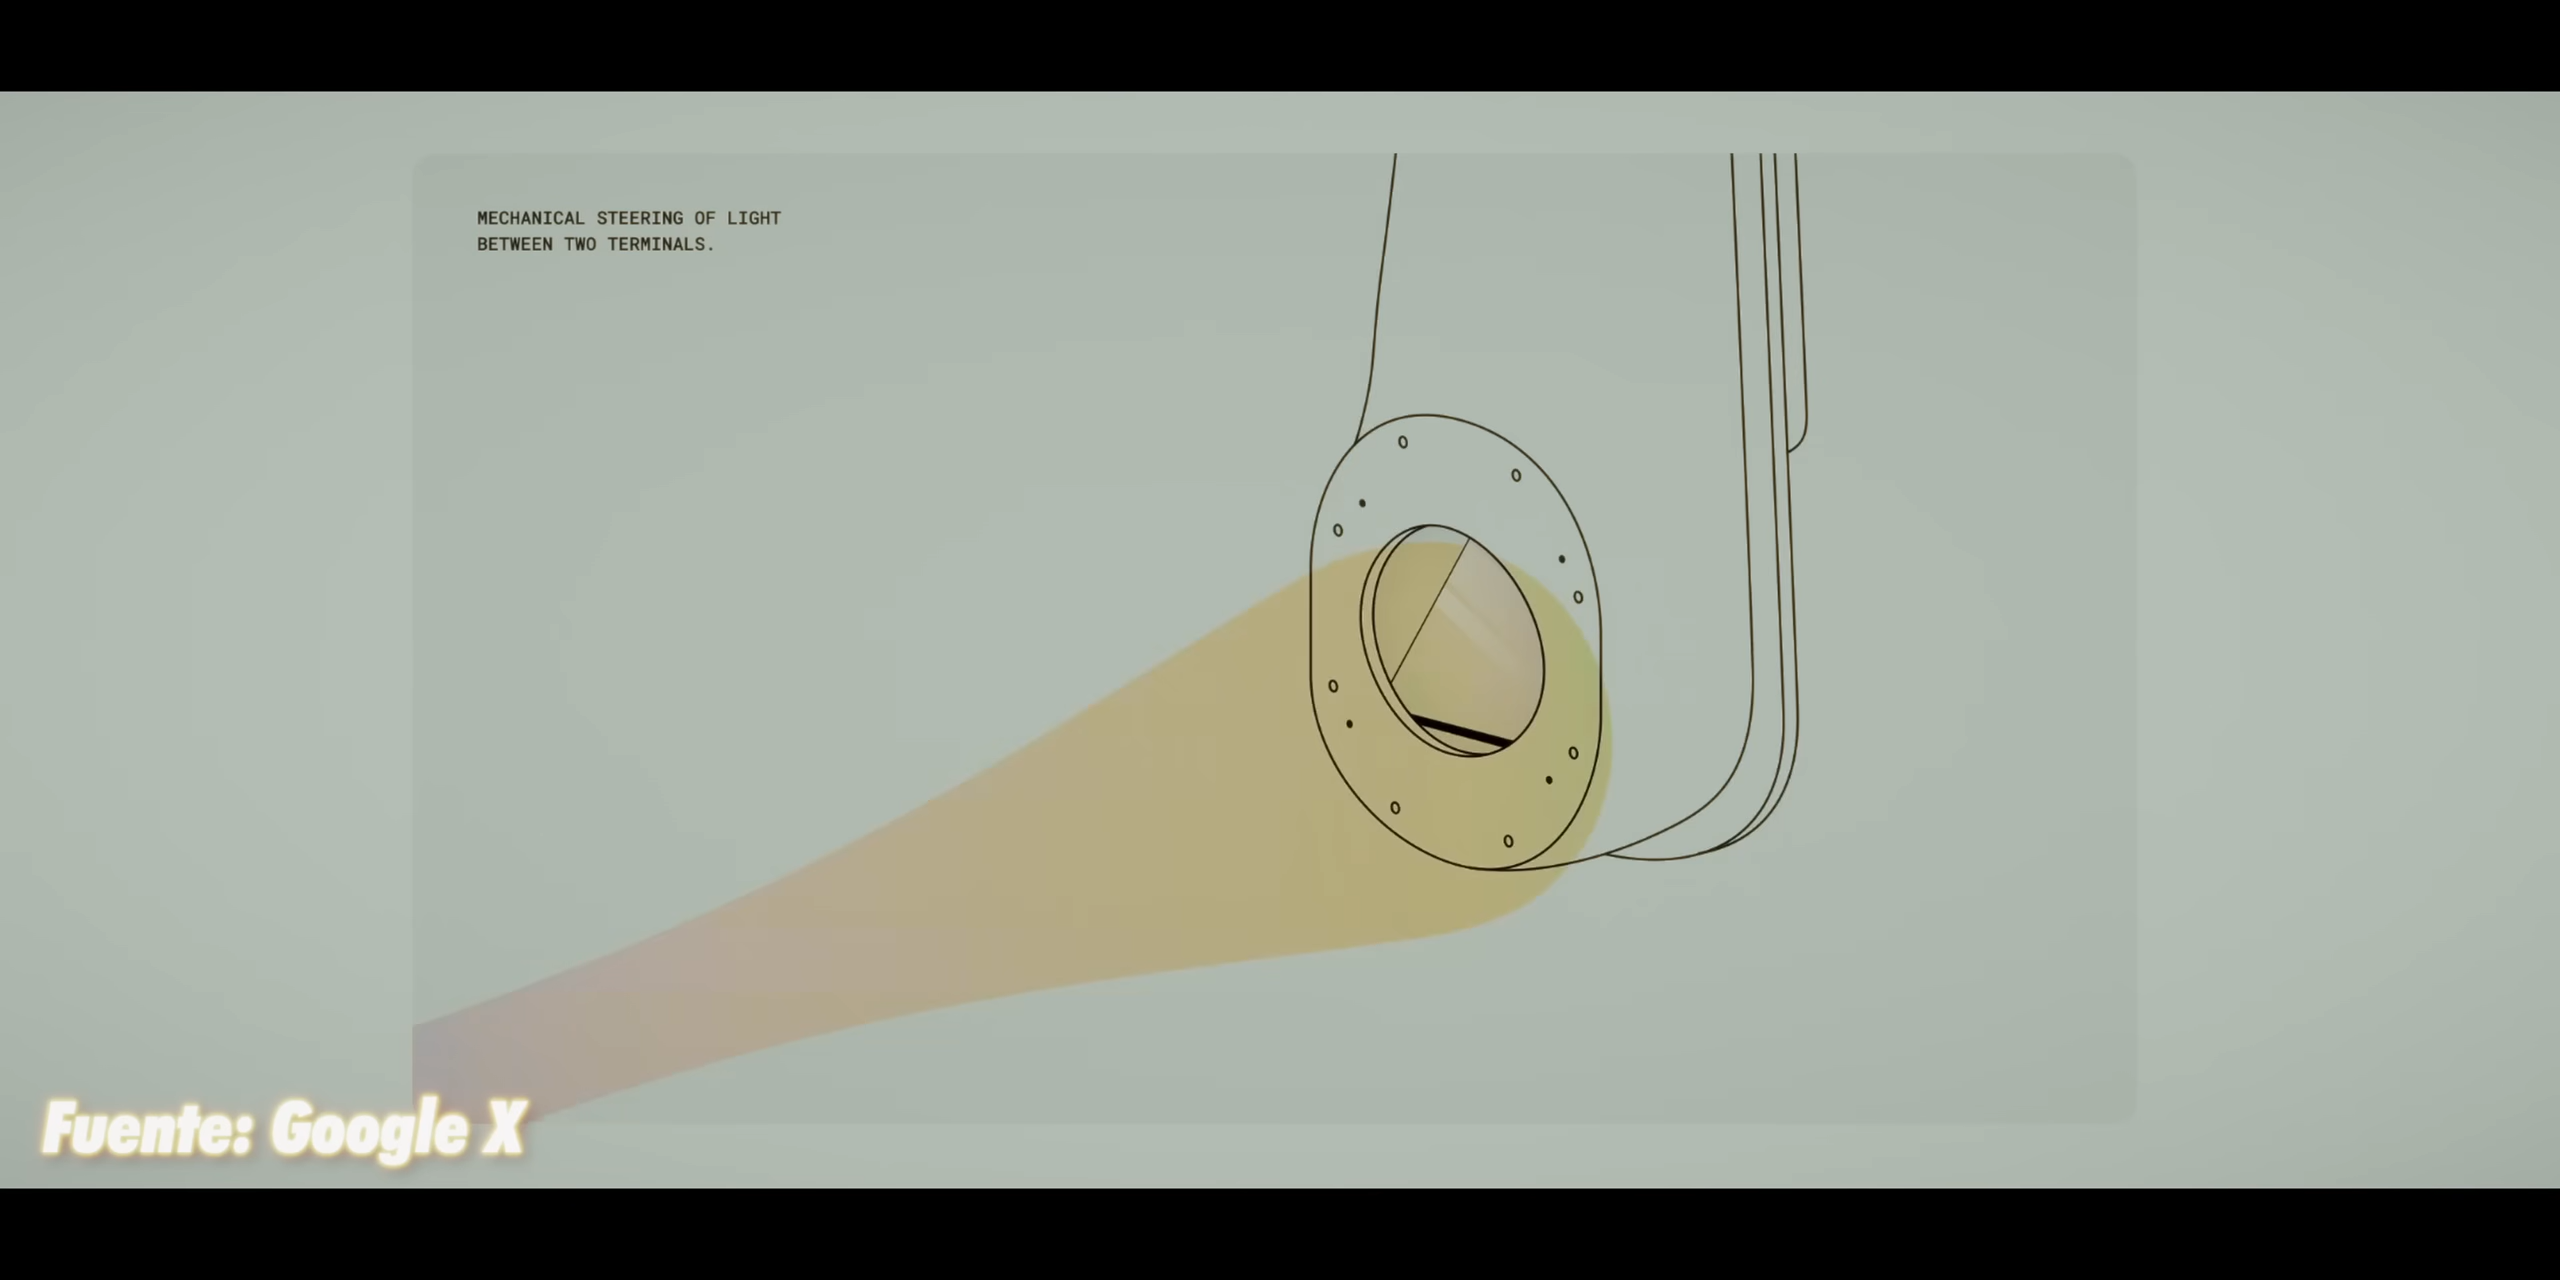 MECHANICAL STEERING OF LIGHT
BETWEEN TWO TERMINALS.
Fuente: Google X